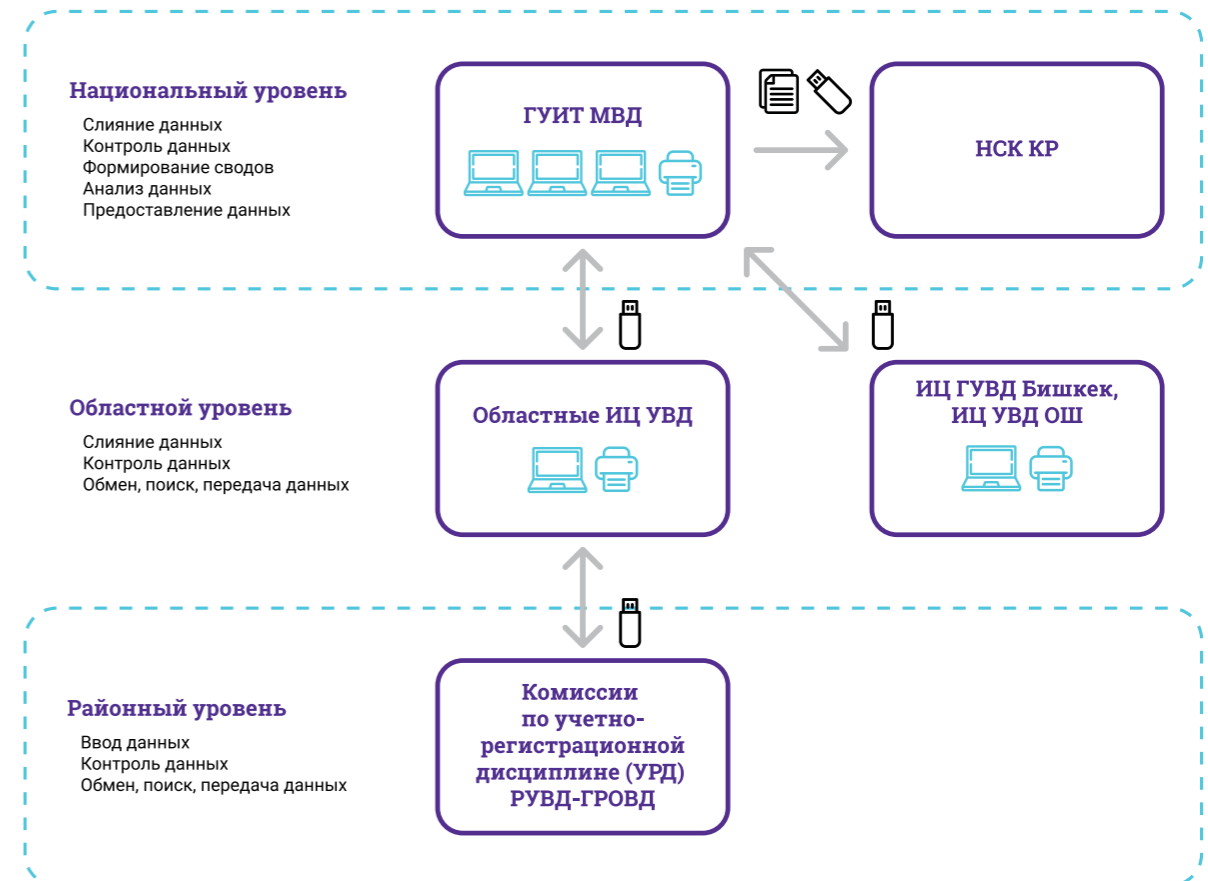 Национальный уровень
Слияние данных
Контроль данных
Формирование сводов
Анализ данных
Предоставление данных
ГУИТ МВД
НСК КР
Областной уровень
Слияние данных
Контроль данных
Обмен, поиск, передача данных
Областные ИЦ УВД
ИЦ ГУВД Бишкек,
ИЦ УВД ОШ
Районный уровень
Ввод данных
Контроль данных
Обмен, поиск, передача данных
Комиссии
по учетно-
регистрационной
дисциплине (УРД)
РУВД-ГРОВД